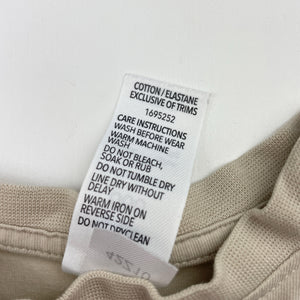 COTTON/ELASTANE
EXCLUSIVE OF TRIMS
1695252
CARE INSTRUCTIONS
WASH BEFORE WEAR
WARM MACHINE
WASH
DO NOT BLEACH,
SOAK OR RUB
DO NOT TUMBLE DRY
LINE DRY WITHOUT
DELAY
WARM IRON ON
REVERSE SIDE
DO NOT DRYCLEAN